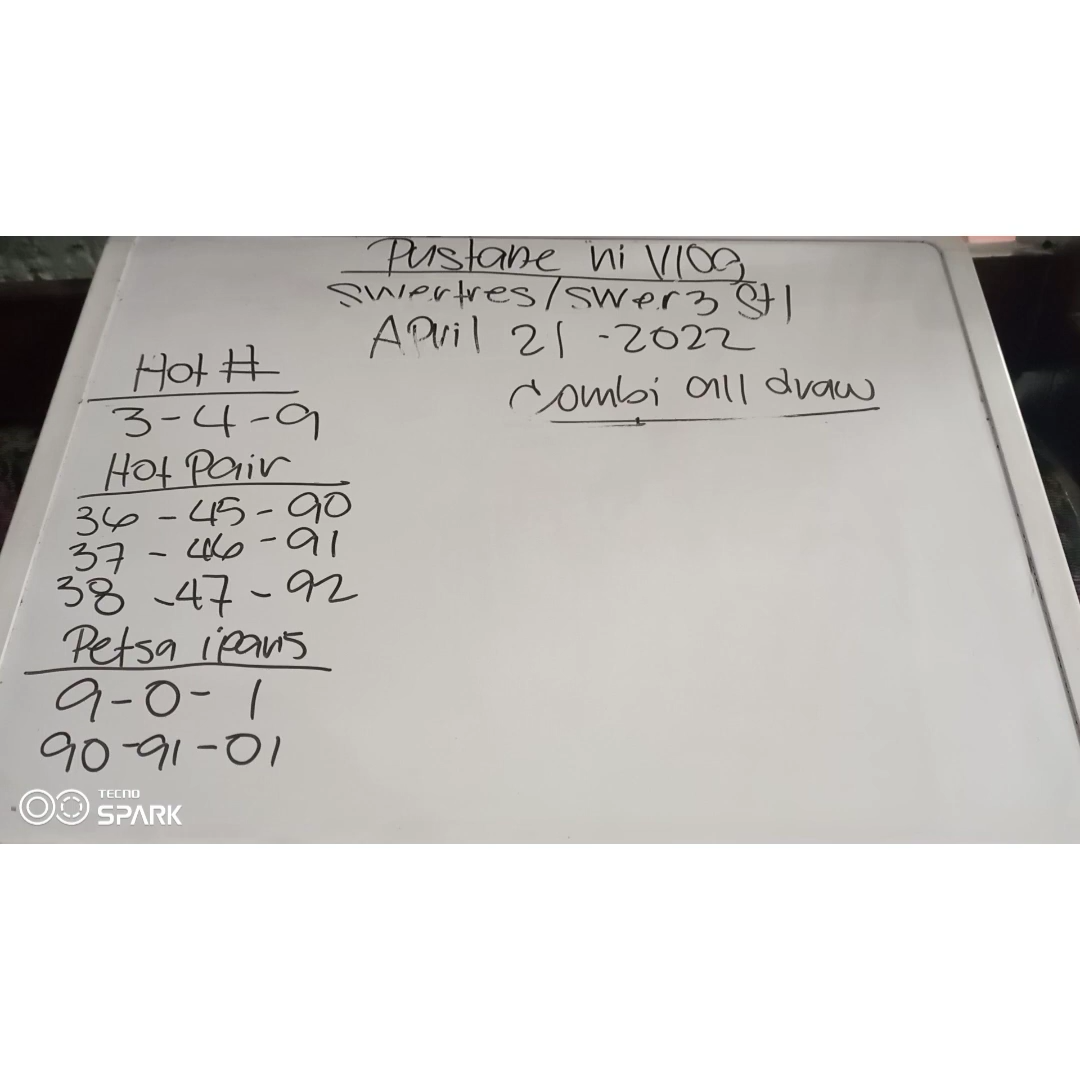 Pustane ni Vlog
Swertres/Swer3 Stl
April 21-2022
Combi all draw
Hot #
3-4-9
Hot Pair
36-45-90
37-46-91
38-47-92
Petsa ipars
9-0-1
90-91-01
TECNO
SPARK